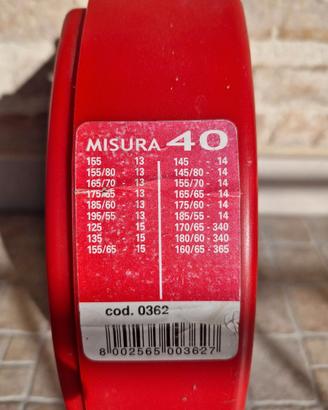 MISURA 40
155 - 13 145 - 14
155/80 - 13 145/80 - 14
165/70 - 13 155/70 - 14
175/65 - 13 165/65 - 14
185/60 - 13 175/60 - 14
195/55 - 13 185/55 - 14
125 - 15 170/65 - 340
135 - 15 180/60 - 340
155/65 - 15 160/65 - 365
cod. 0362
8 002565 003627